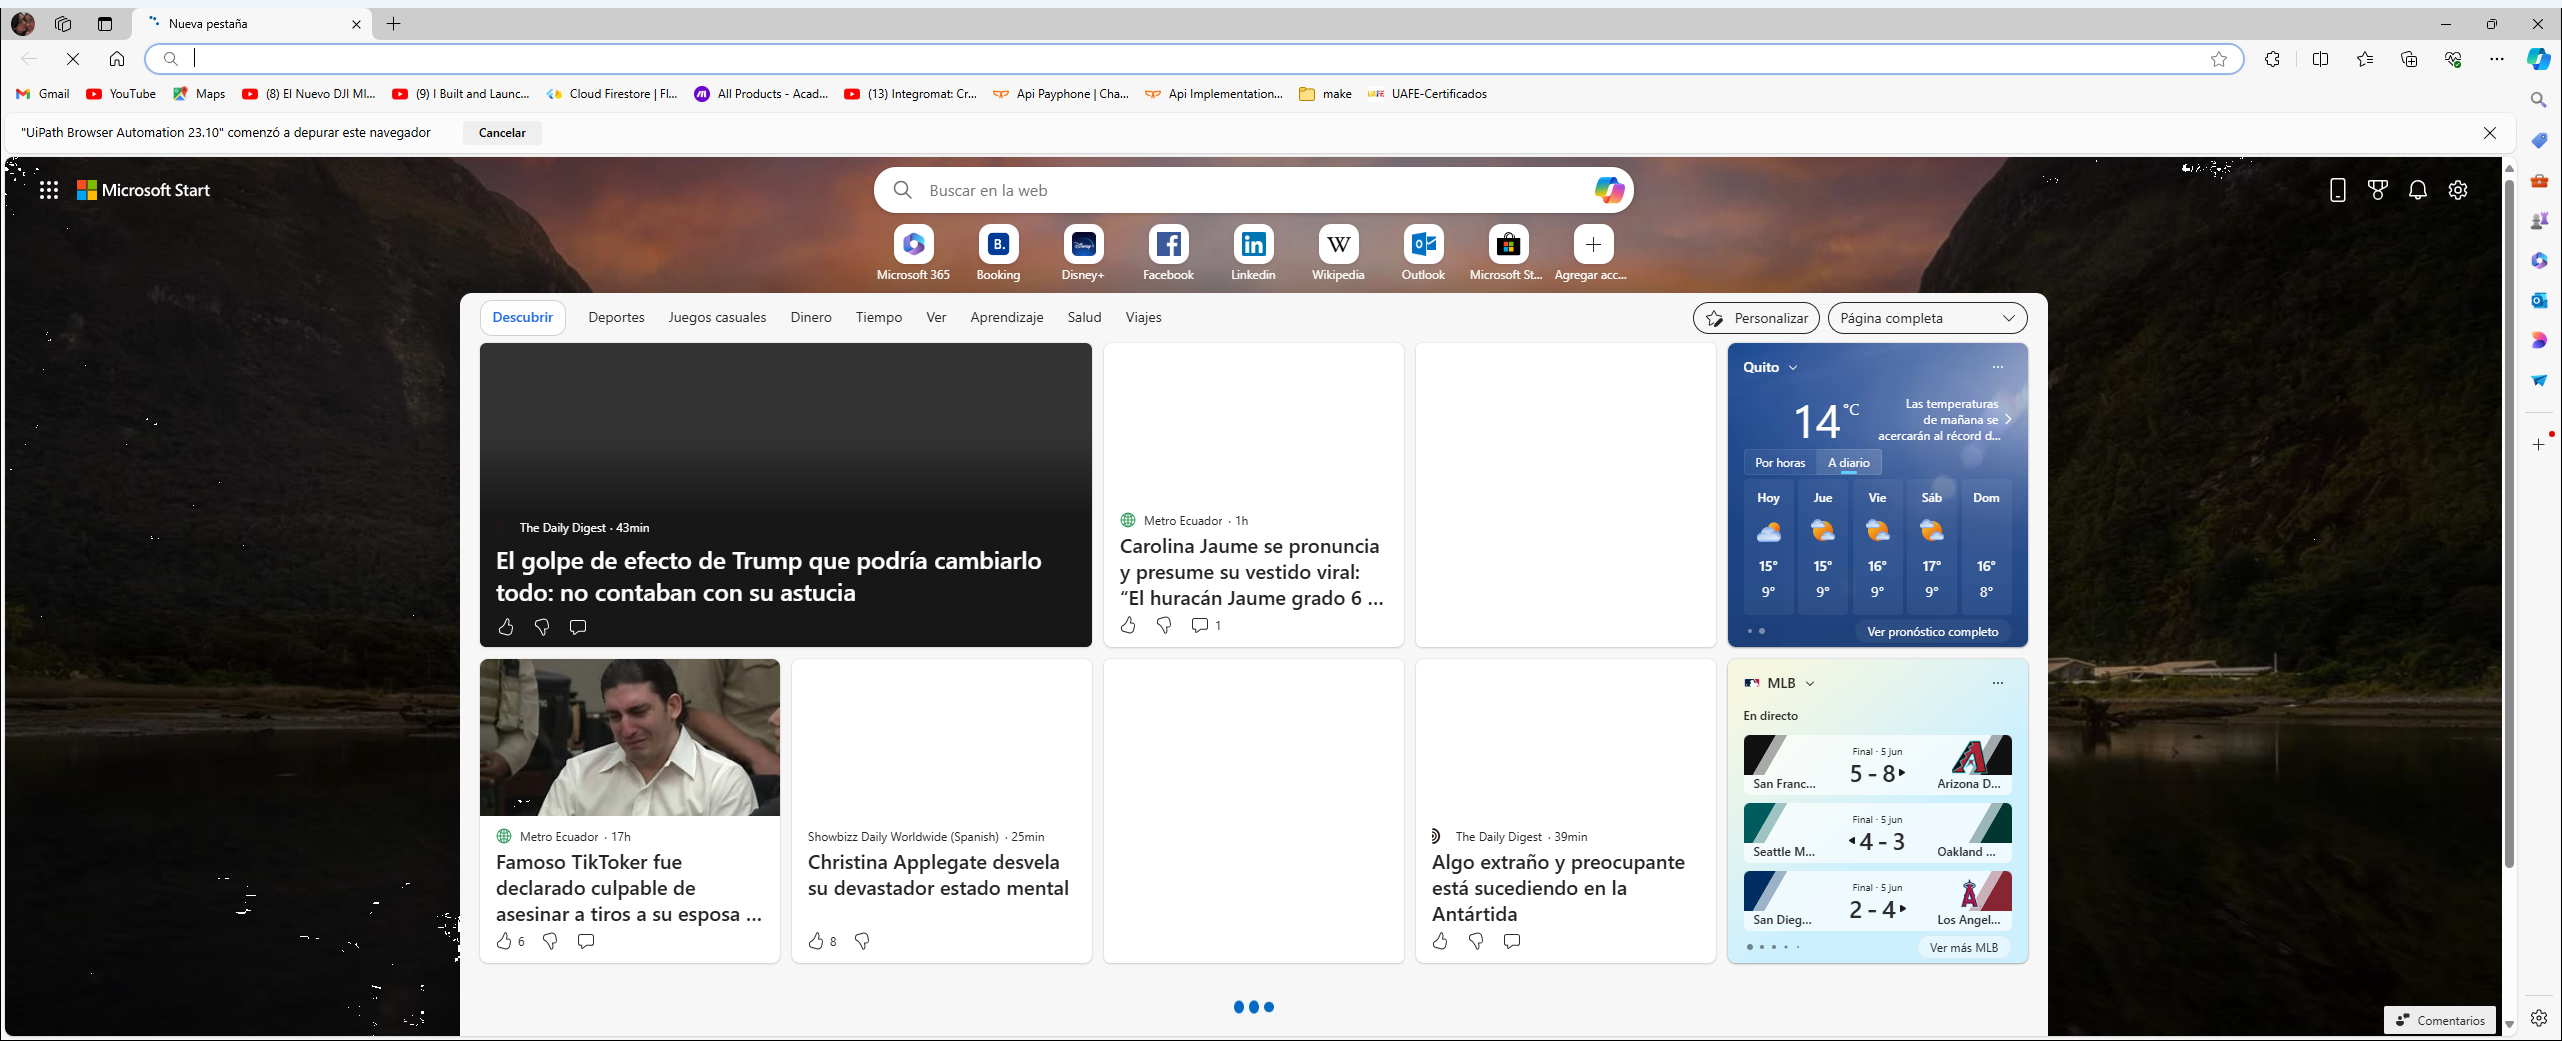 Nueva pestaña
Gmail
YouTube
Maps
(8) El Nuevo DJI MI...
(9) I Built and Launc...
Cloud Firestore | Fl...
All Products - Acad...
(13) Integromat: Cr...
Api Payphone | Cha...
Api Implementation...
make
UAFE
UAFE-Certificados
"UiPath Browser Automation 23.10" comenzó a depurar este navegador
Cancelar
Microsoft Start
Buscar en la web
B.
Disney+
W
Microsoft 365
Booking
Disney+
Facebook
Linkedin
Wikipedia
Outlook
Microsoft St...
Agregar acc...
Descubrir
Deportes
Juegos casuales
Dinero
Tiempo
Ver
Aprendizaje
Salud
Viajes
Personalizar
Página completa
The Daily Digest · 43min
El golpe de efecto de Trump que podría cambiarlo
todo: no contaban con su astucia
Metro Ecuador · 1h
Carolina Jaume se pronuncia
y presume su vestido viral:
“El huracán Jaume grado 6 ...
1
Quito
14 °C
Las temperaturas
de mañana se
acercarán al récord d...
Por horas
A diario
Hoy
Jue
Vie
Sáb
Dom
15°
15°
16°
17°
16°
9°
9°
9°
9°
8°
Ver pronóstico completo
Metro Ecuador · 17h
Famoso TikToker fue
declarado culpable de
asesinar a tiros a su esposa ...
6
Showbizz Daily Worldwide (Spanish) · 25min
Christina Applegate desvela
su devastador estado mental
8
The Daily Digest · 39min
Algo extraño y preocupante
está sucediendo en la
Antártida
MLB
En directo
Final · 5 jun
5 - 8
San Franc...
Arizona D...
Final · 5 jun
4 - 3
Seattle M...
Oakland ...
Final · 5 jun
2 - 4
San Dieg...
Los Angel...
Ver más MLB
Comentarios